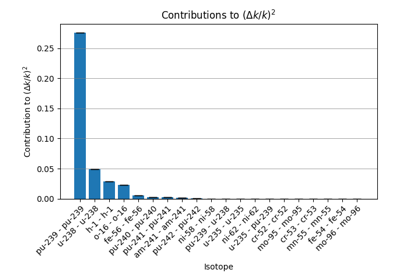 Contributions to (Δk/k)²
Contribution to (Δk/k)²
0.25
0.20
0.15
0.10
0.05
0.00
pu-239 - pu-239
u-238 - u-238
h-1 - h-1
o-16 - o-16
fe-56 - fe-56
pu-240 - pu-240
pu-241 - pu-241
am-241 - am-241
pu-242 - pu-242
ni-58 - ni-58
pu-239 - u-238
u-235 - u-235
ni-62 - ni-62
u-235 - pu-239
cr-52 - cr-52
mo-95 - mo-95
cr-53 - cr-53
mn-55 - mn-55
fe-54 - fe-54
mo-96 - mo-96
Isotope